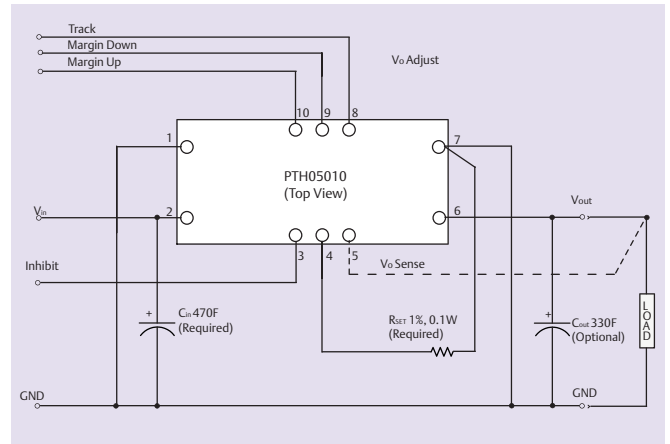 Track
Margin Down
Margin Up
Vo Adjust
10 9 8
1
7
PTH05010
(Top View)
Vin
2
6
Vout
3 4 5
Vo Sense
Inhibit
+
Cin 470F
(Required)
RSET 1%, 0.1W
(Required)
+
Cout 330F
(Optional)
LOAD
GND
GND